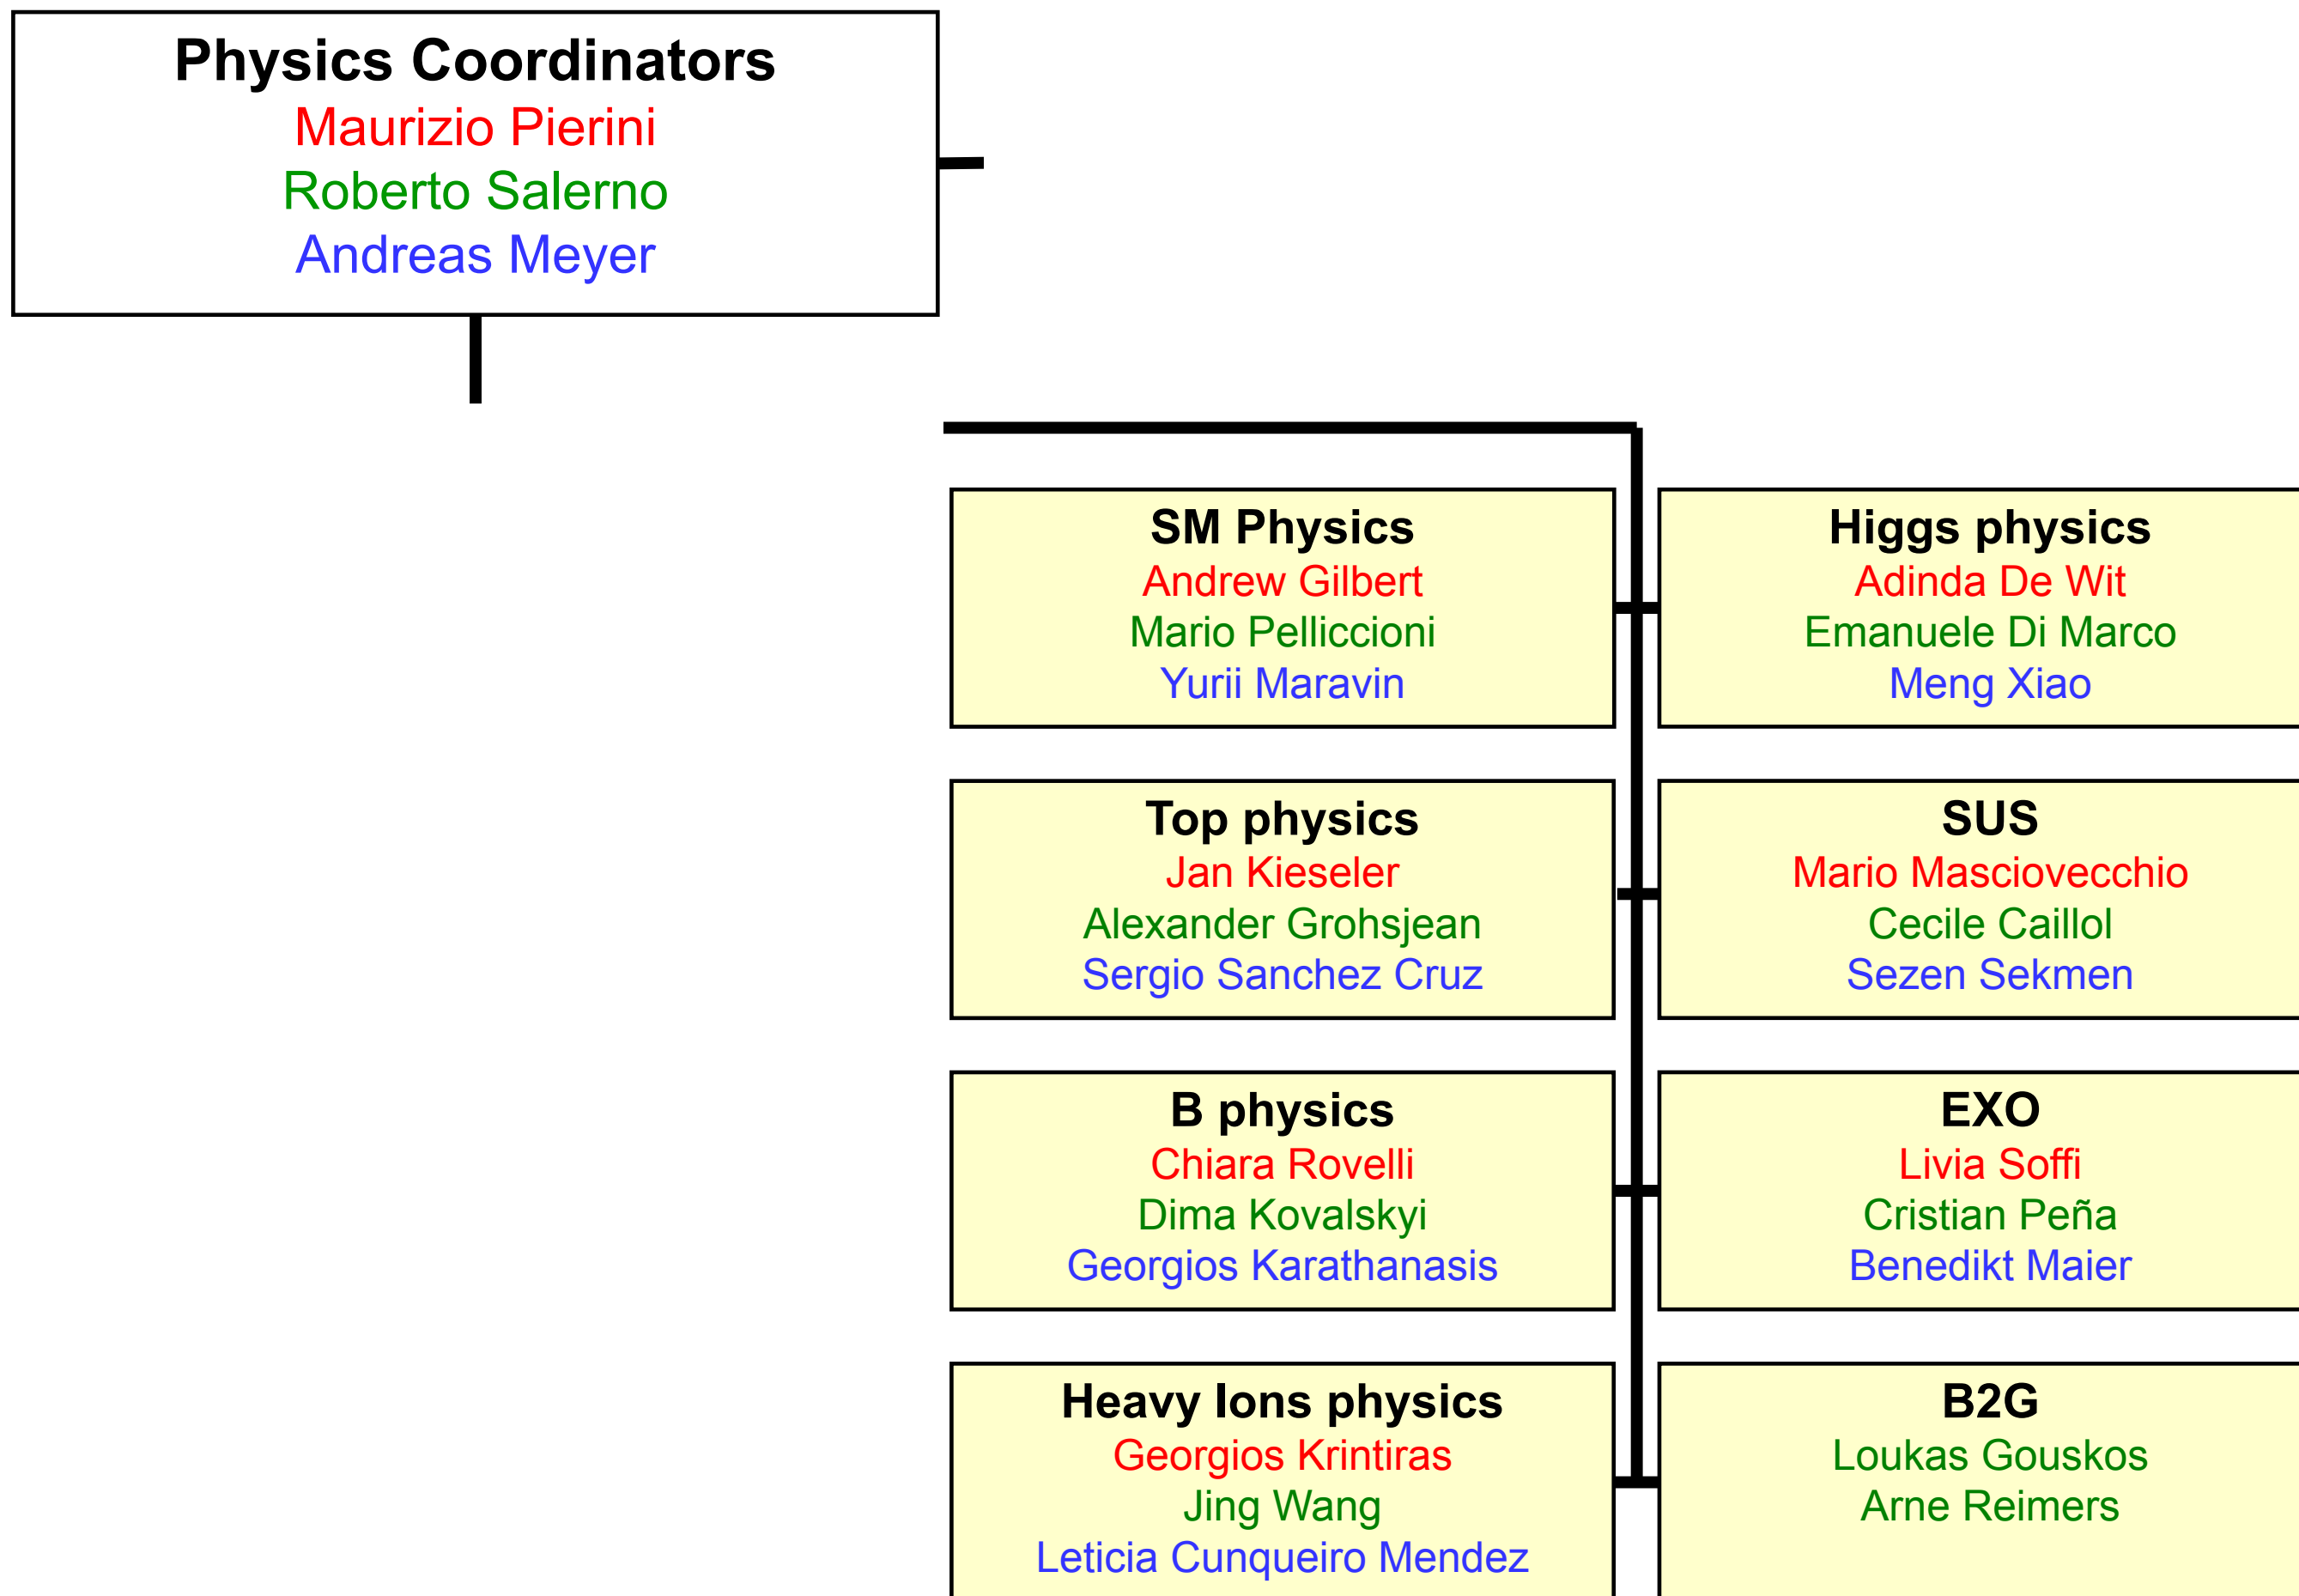 Physics Coordinators
Maurizio Pierini
Roberto Salerno
Andreas Meyer
SM Physics
Andrew Gilbert
Mario Pelliccioni
Yurii Maravin
Higgs physics
Adinda De Wit
Emanuele Di Marco
Meng Xiao
Top physics
Jan Kieseler
Alexander Grohsjean
Sergio Sanchez Cruz
SUS
Mario Masciovecchio
Cecile Caillol
Sezen Sekmen
B physics
Chiara Rovelli
Dima Kovalskyi
Georgios Karathanasis
EXO
Livia Soffi
Cristian Peña
Benedikt Maier
Heavy Ions physics
Georgios Krintiras
Jing Wang
Leticia Cunqueiro Mendez
B2G
Loukas Gouskos
Arne Reimers